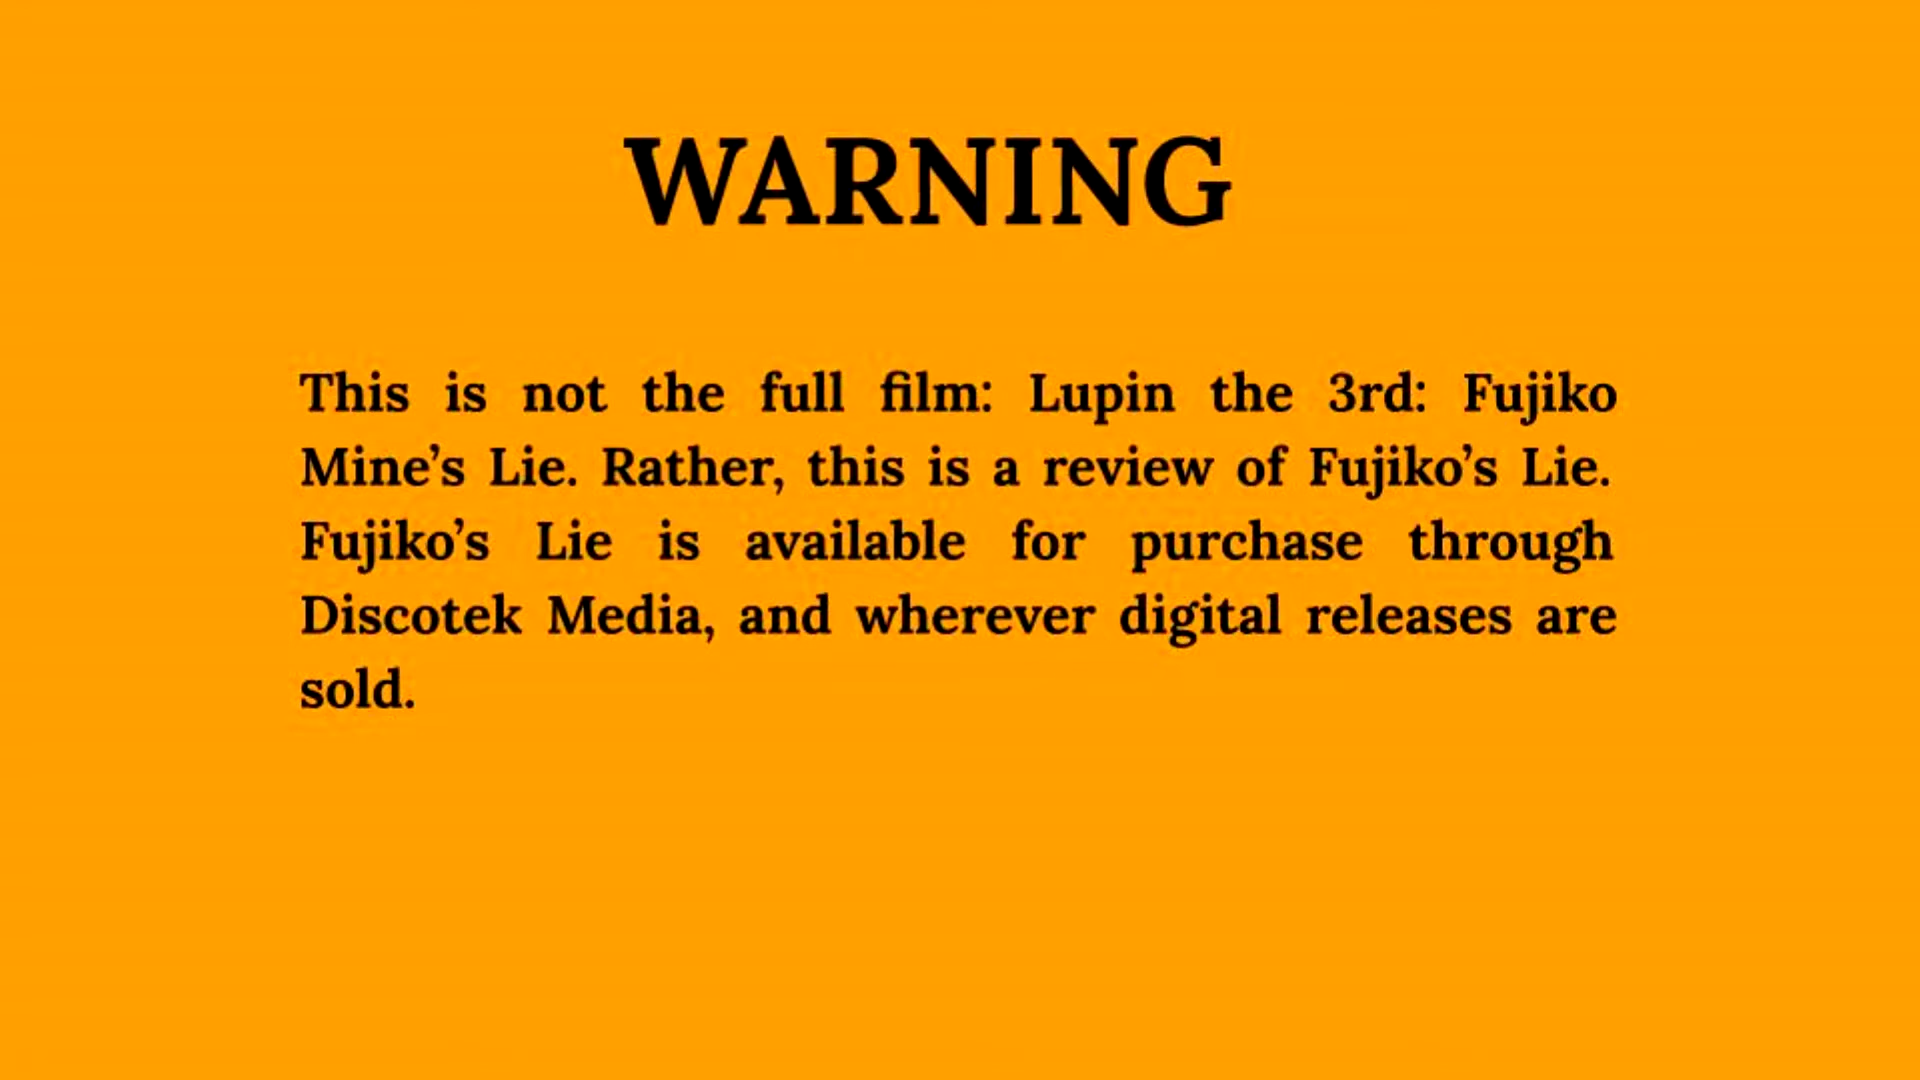 WARNING
This is not the full film: Lupin the 3rd: Fujiko
Mine’s Lie. Rather, this is a review of Fujiko’s Lie.
Fujiko’s Lie is available for purchase through
Discotek Media, and wherever digital releases are
sold.